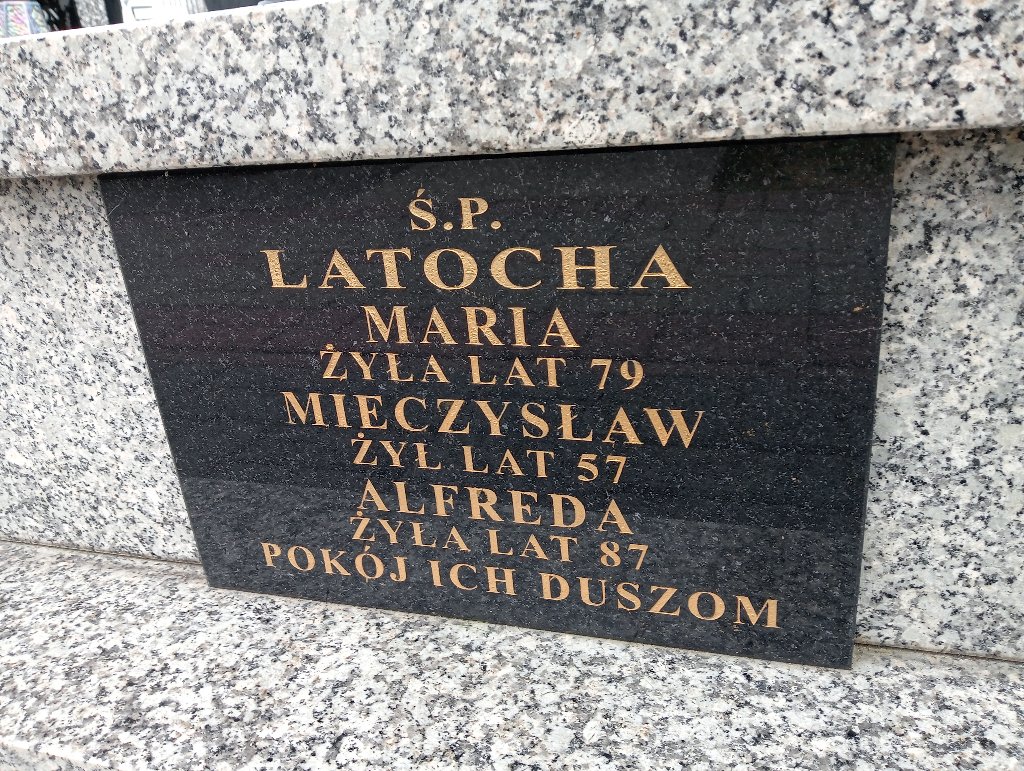 Ś.P.
LATOCHA
MARIA
ŻYŁA LAT 79
MIECZYSŁAW
ŻYŁ LAT 57
ALFREDA
ŻYŁA LAT 87
POKÓJ ICH DUSZOM